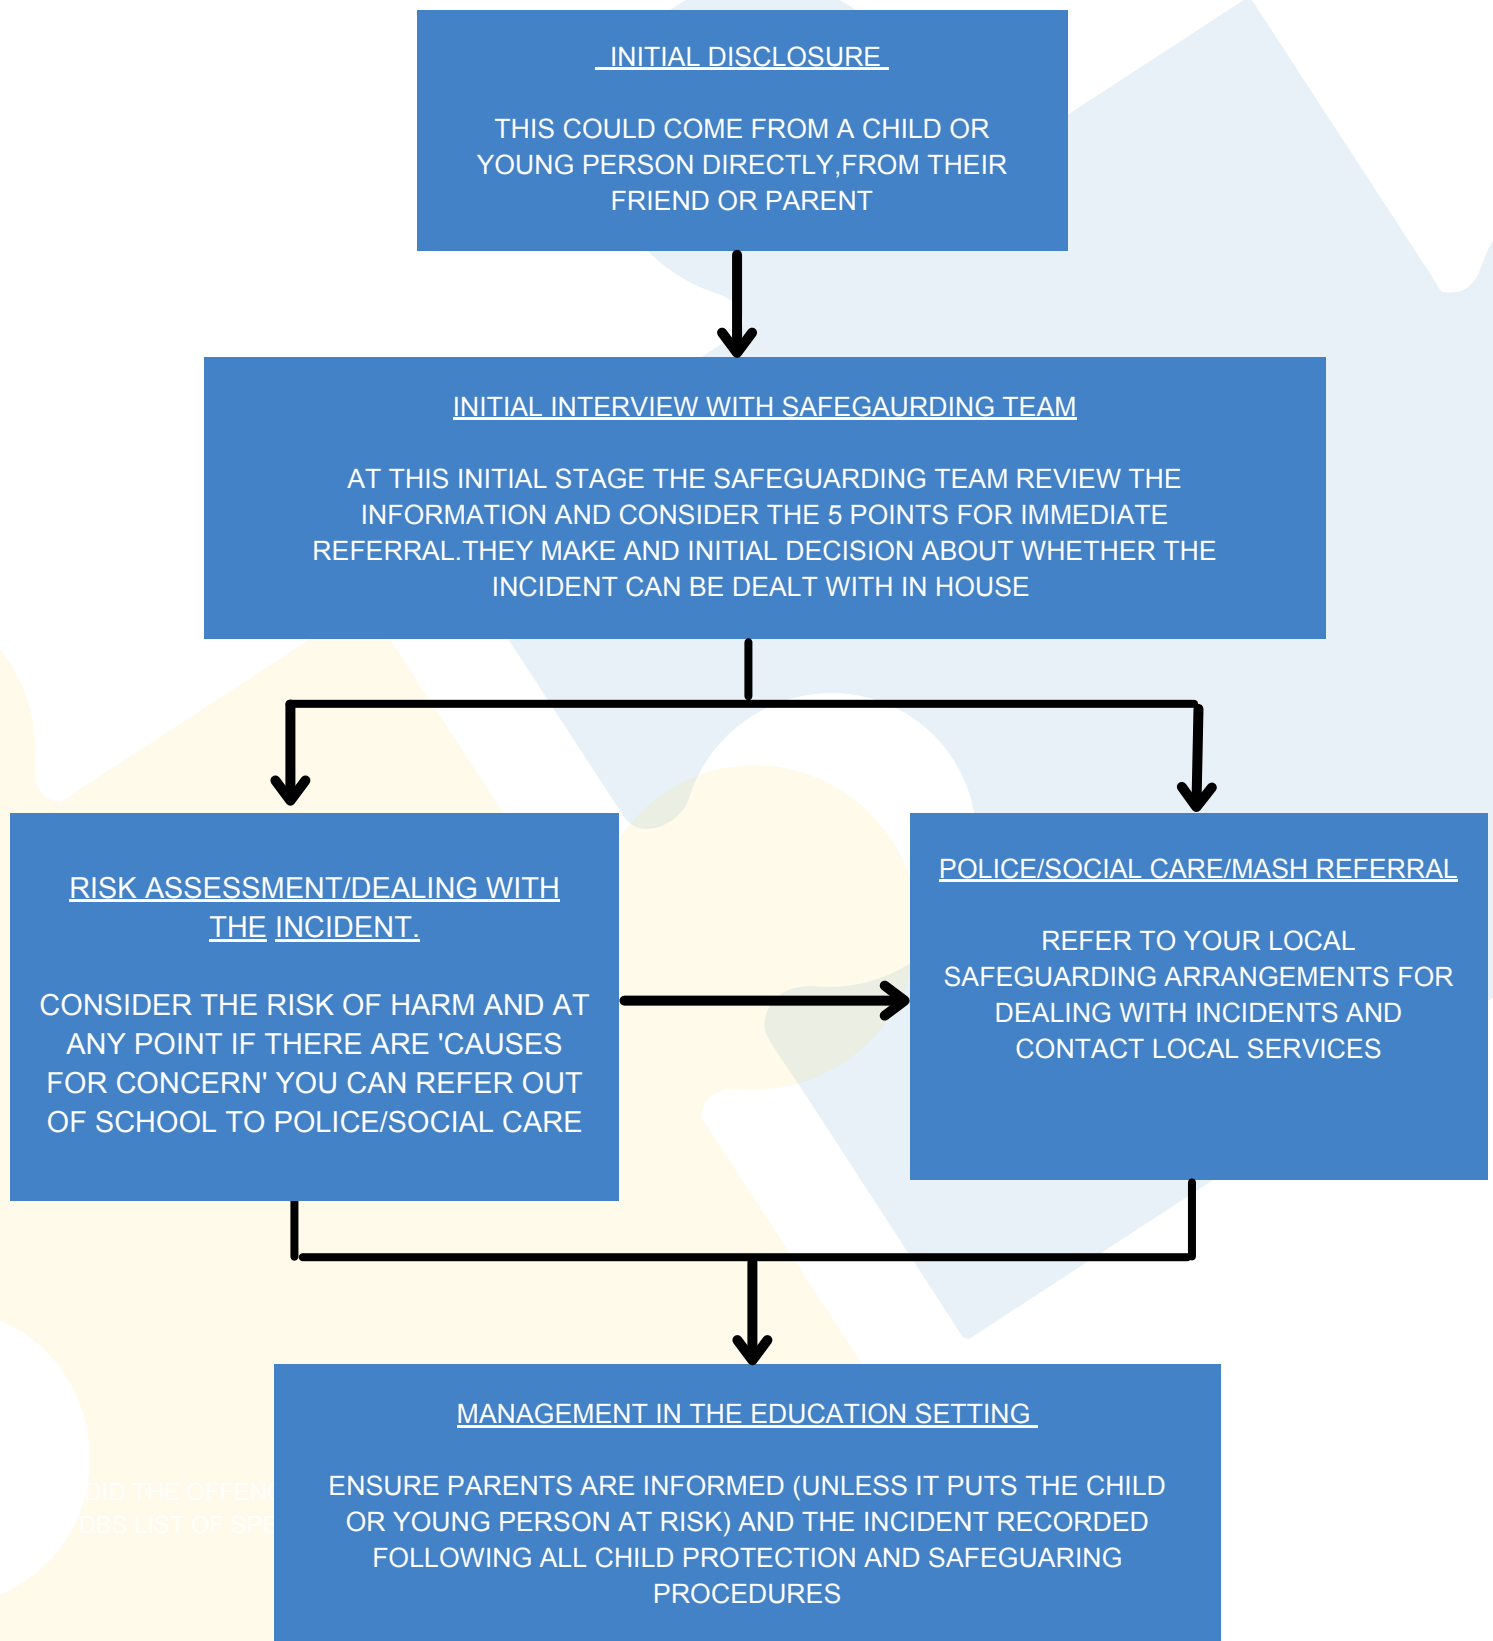 INITIAL DISCLOSURE
THIS COULD COME FROM A CHILD OR
YOUNG PERSON DIRECTLY,FROM THEIR
FRIEND OR PARENT
INITIAL INTERVIEW WITH SAFEGAURDING TEAM
AT THIS INITIAL STAGE THE SAFEGUARDING TEAM REVIEW THE
INFORMATION AND CONSIDER THE 5 POINTS FOR IMMEDIATE
REFERRAL.THEY MAKE AND INITIAL DECISION ABOUT WHETHER THE
INCIDENT CAN BE DEALT WITH IN HOUSE
RISK ASSESSMENT/DEALING WITH
THE INCIDENT.
CONSIDER THE RISK OF HARM AND AT
ANY POINT IF THERE ARE 'CAUSES
FOR CONCERN' YOU CAN REFER OUT
OF SCHOOL TO POLICE/SOCIAL CARE
POLICE/SOCIAL CARE/MASH REFERRAL
REFER TO YOUR LOCAL
SAFEGUARDING ARRANGEMENTS FOR
DEALING WITH INCIDENTS AND
CONTACT LOCAL SERVICES
MANAGEMENT IN THE EDUCATION SETTING
ENSURE PARENTS ARE INFORMED (UNLESS IT PUTS THE CHILD
OR YOUNG PERSON AT RISK) AND THE INCIDENT RECORDED
FOLLOWING ALL CHILD PROTECTION AND SAFEGUARING
PROCEDURES
DID THE
DBS LIST OF